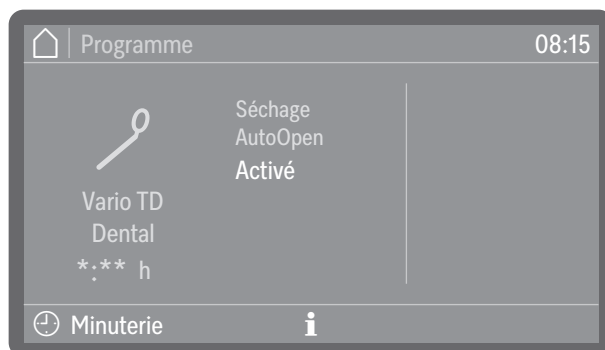 Programme
08:15
Séchage
AutoOpen
Activé
Vario TD
Dental
*:** h
Minuterie
i